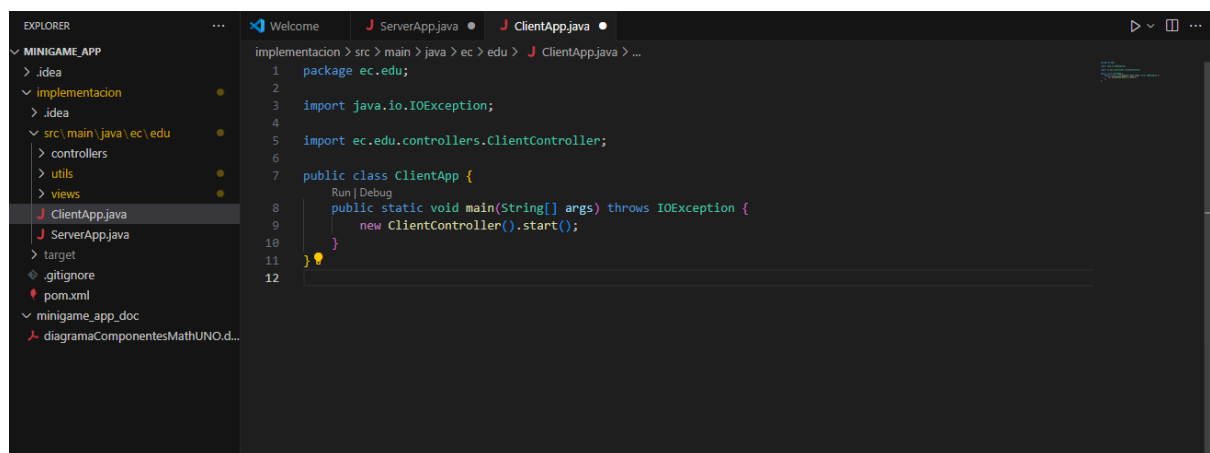 EXPLORER
MINIGAME_APP
.idea
implementacion
.idea
src\main\java\ec\edu
controllers
utils
views
ClientApp.java
ServerApp.java
target
.gitignore
pom.xml
minigame_app_doc
diagramaComponentesMathUNO.d...
Welcome
ServerApp.java
ClientApp.java
implementacion > src > main > java > ec > edu > ClientApp.java > ...
1 package ec.edu;
2
3 import java.io.IOException;
4
5 import ec.edu.controllers.ClientController;
6
7 public class ClientApp {
Run | Debug
8 public static void main(String[] args) throws IOException {
9 new ClientController().start();
10 }
11 }
12